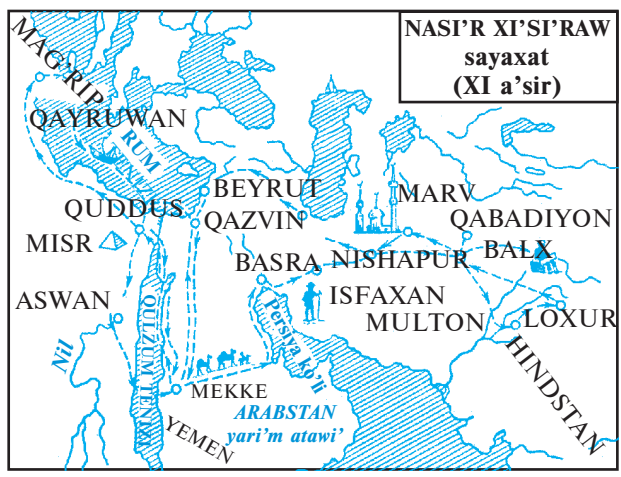 NASI'R XI'SI'RAW
sayaxat
(XI a'sir)
MAG'RIP
QAYRUWAN
RUM
BEYRUT
MARV
QUDDUS
QAZVIN
QABADIYON
MISR
BASRA
NISHAPUR
BALX
ASWAN
ISFAXAN
MULTON
LOXUR
QULZUM TENIZI
Persiya ko'li
Nil
HINDSTAN
MEKKE
ARABSTAN
yari'm atawi'
YEMEN